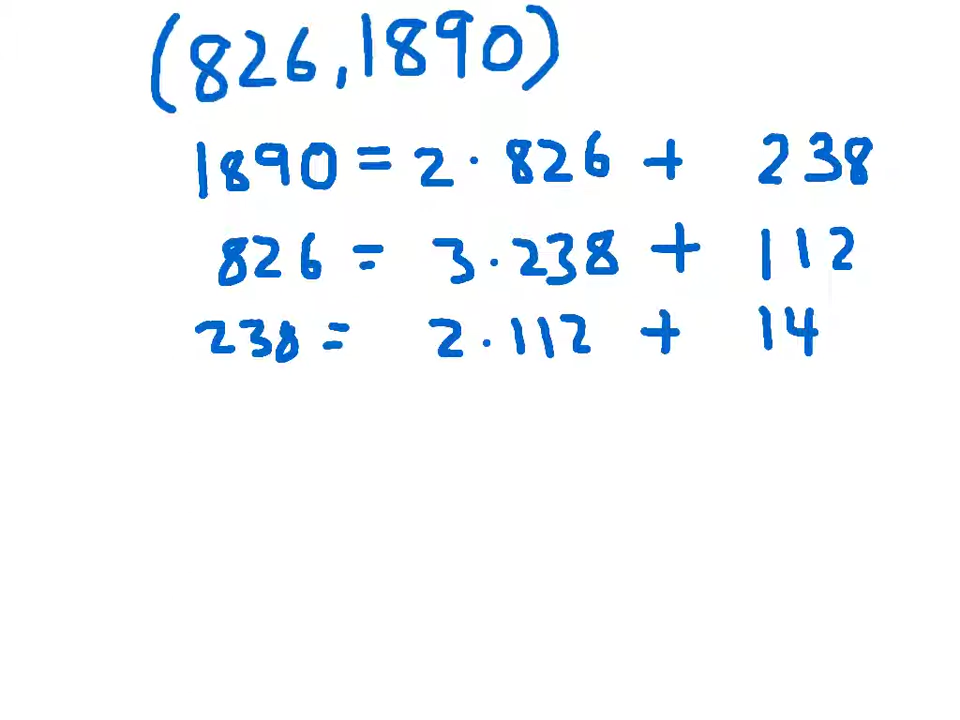 (826,1890)
1890 = 2 · 826 + 238
826 = 3 · 238 + 112
238 = 2 · 112 + 14